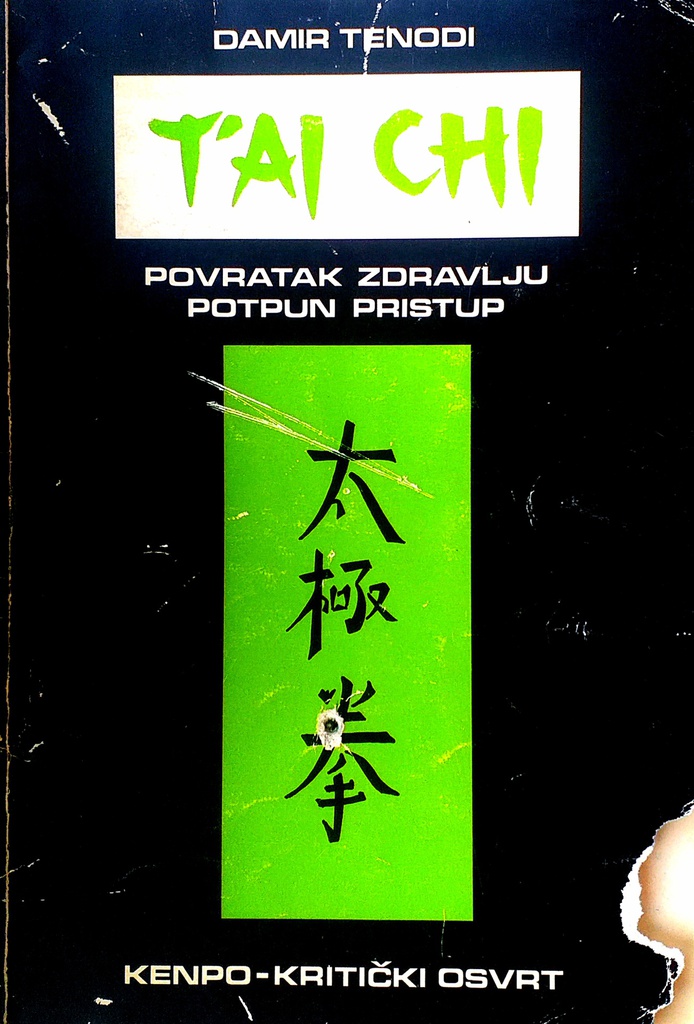 DAMIR TENODI
T'AI CHI
POVRATAK ZDRAVLJU
POTPUN PRISTUP
太
極
拳
KENPO-KRITIČKI OSVRT